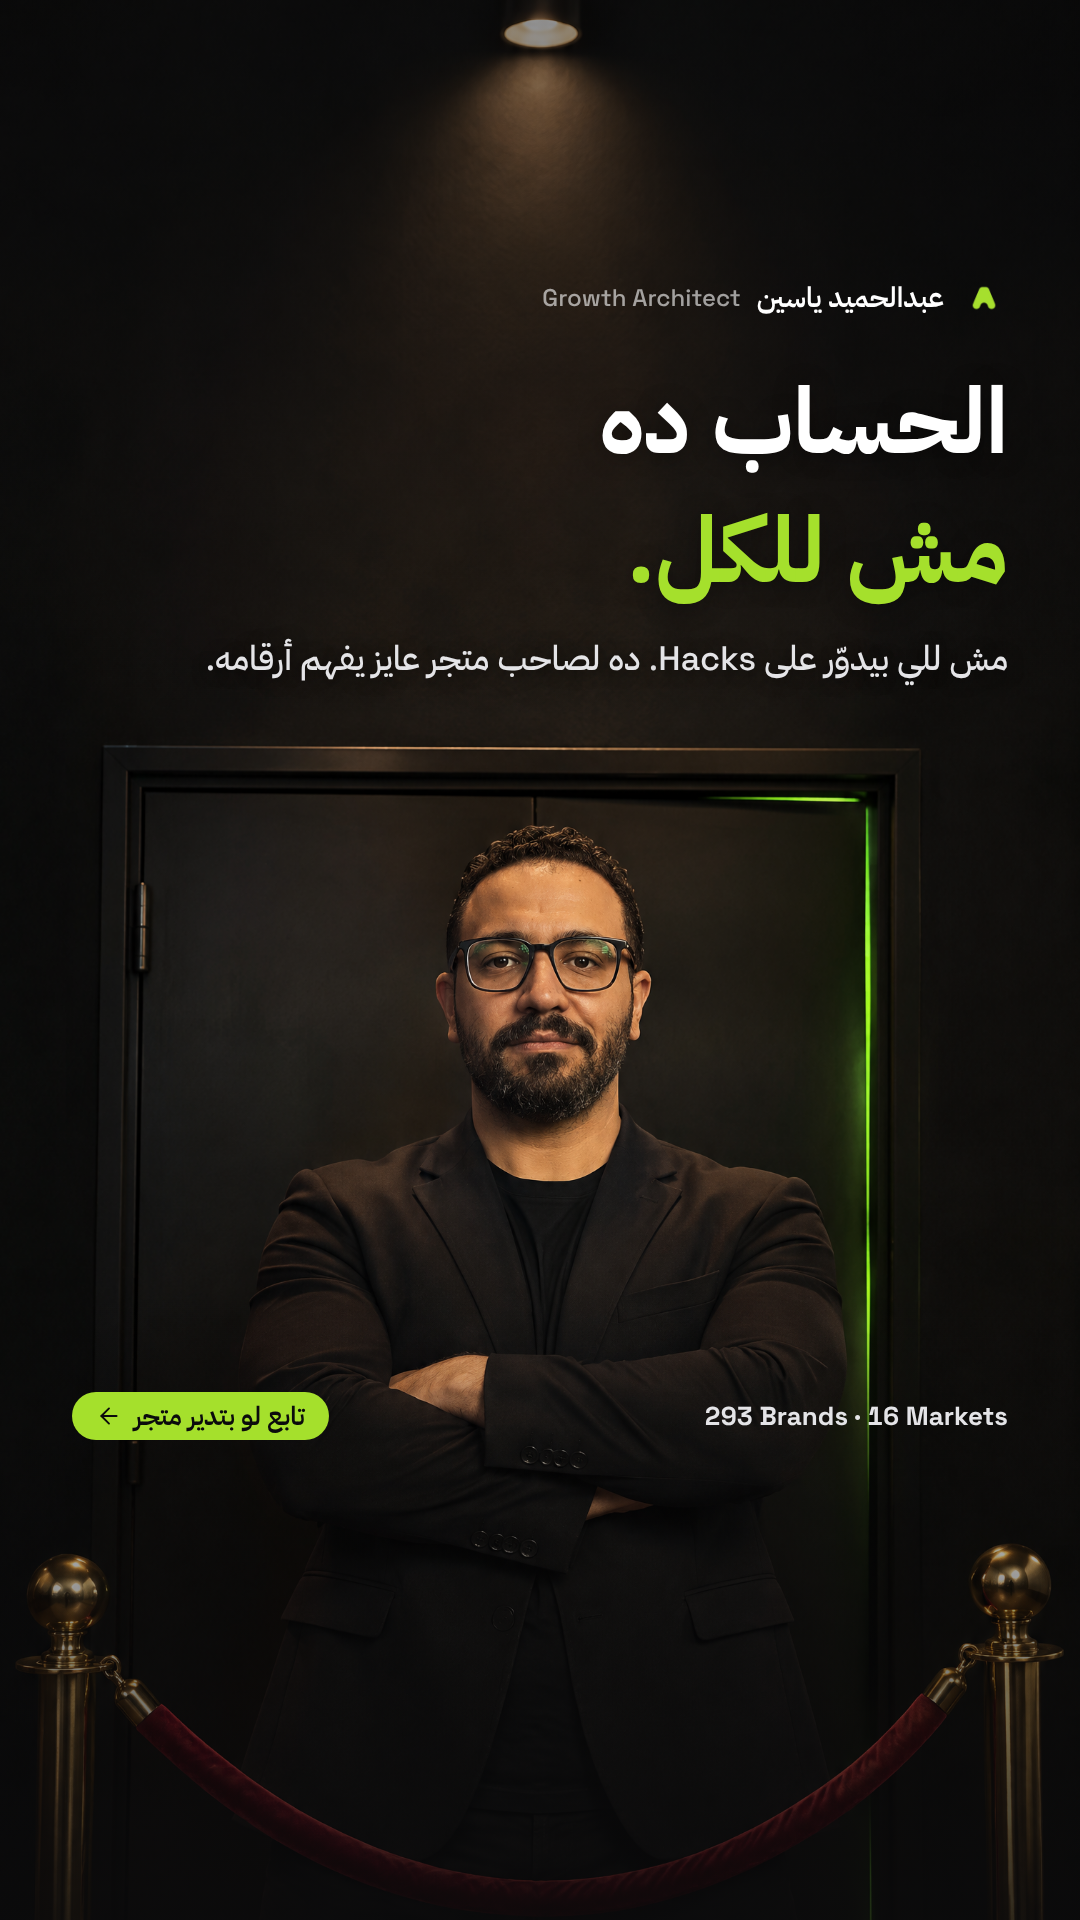 عبدالحميد ياسين Growth Architect
الحساب ده
مش للكل.
مش للي بيدوّر على Hacks. ده لصاحب متجر عايز يفهم أرقامه.
293 Brands · 16 Markets
تابع لو بتدير متجر ←